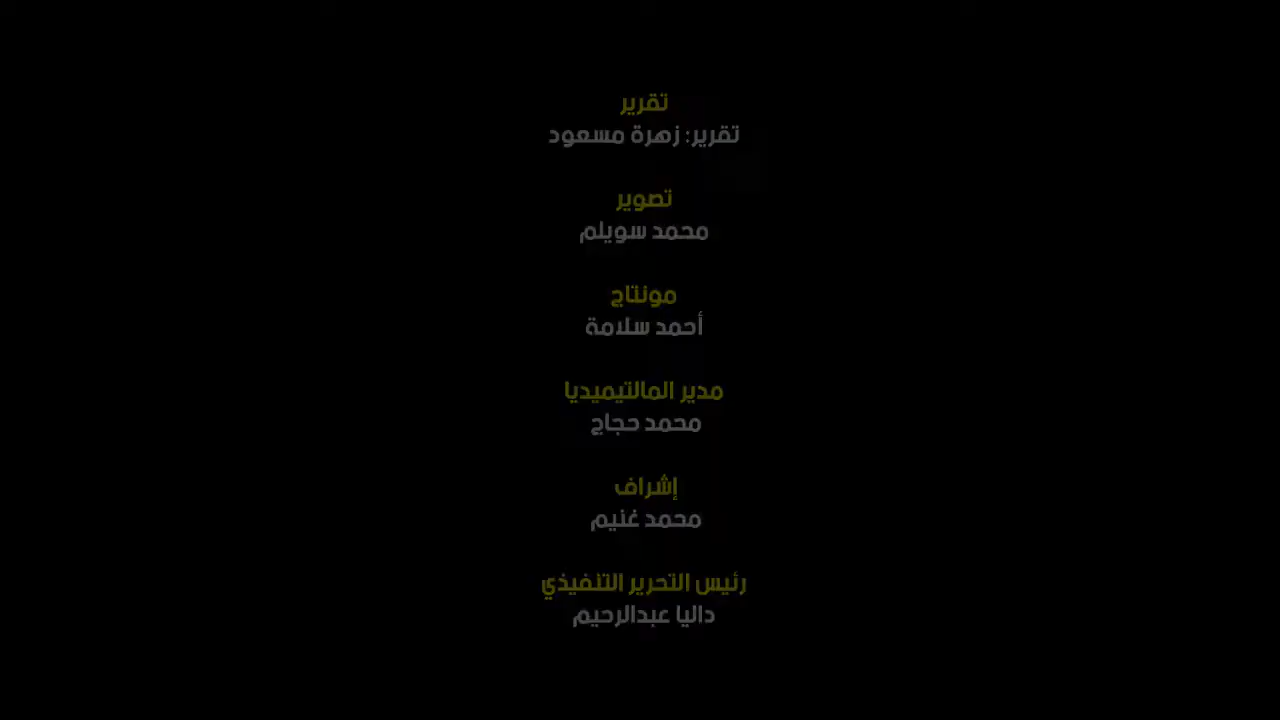 تقرير
تقرير: زهرة مسعود
تصوير
محمد سويلم
مونتاج
أحمد سلامة
مدير المالتيميديا
محمد حجاج
إشراف
محمد غنيم
رئيس التحرير التنفيذي
داليا عبدالرحيم